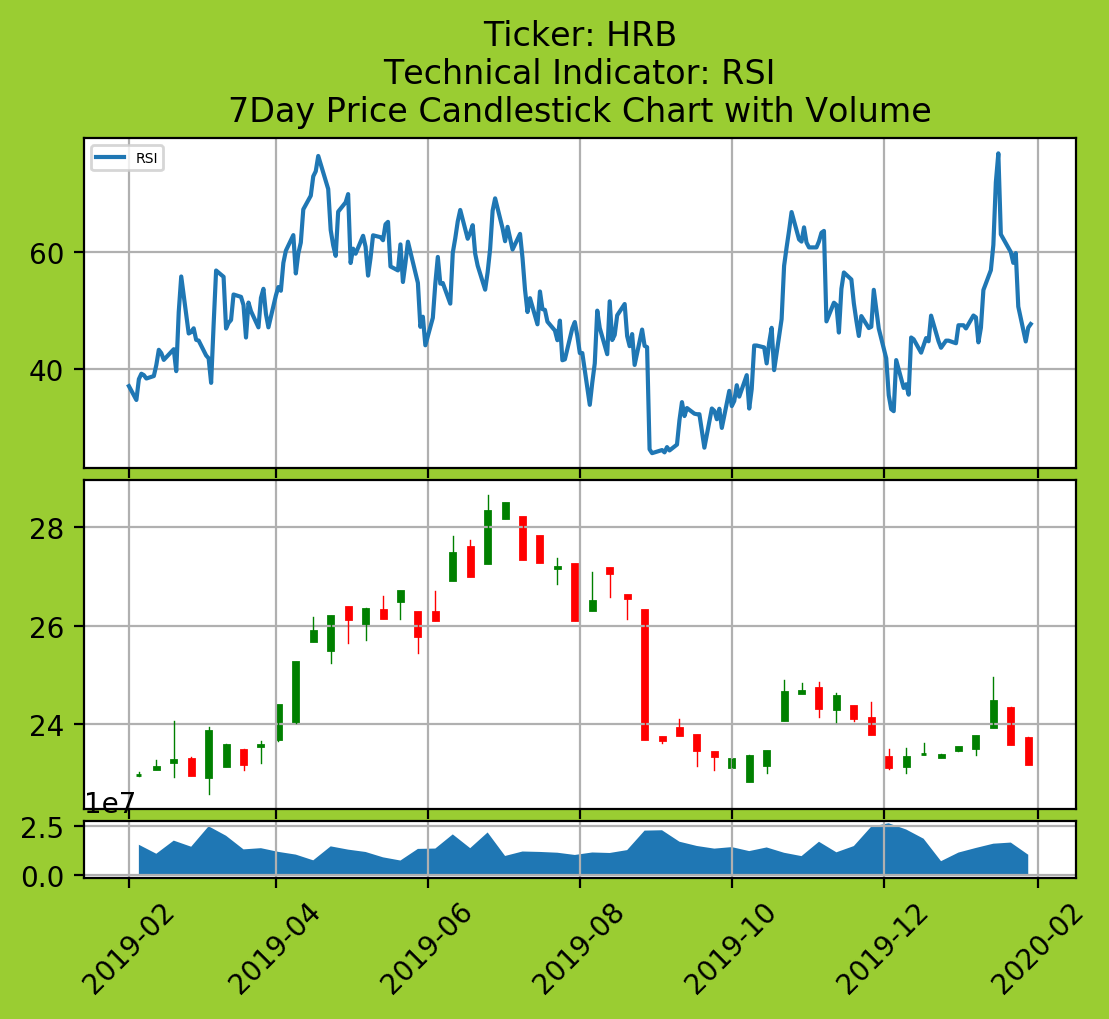 Ticker: HRB
Technical Indicator: RSI
7Day Price Candlestick Chart with Volume
RSI
60
40
28
26
24
1e7
2.5
0.0
2019-02
2019-04
2019-06
2019-08
2019-10
2019-12
2020-02